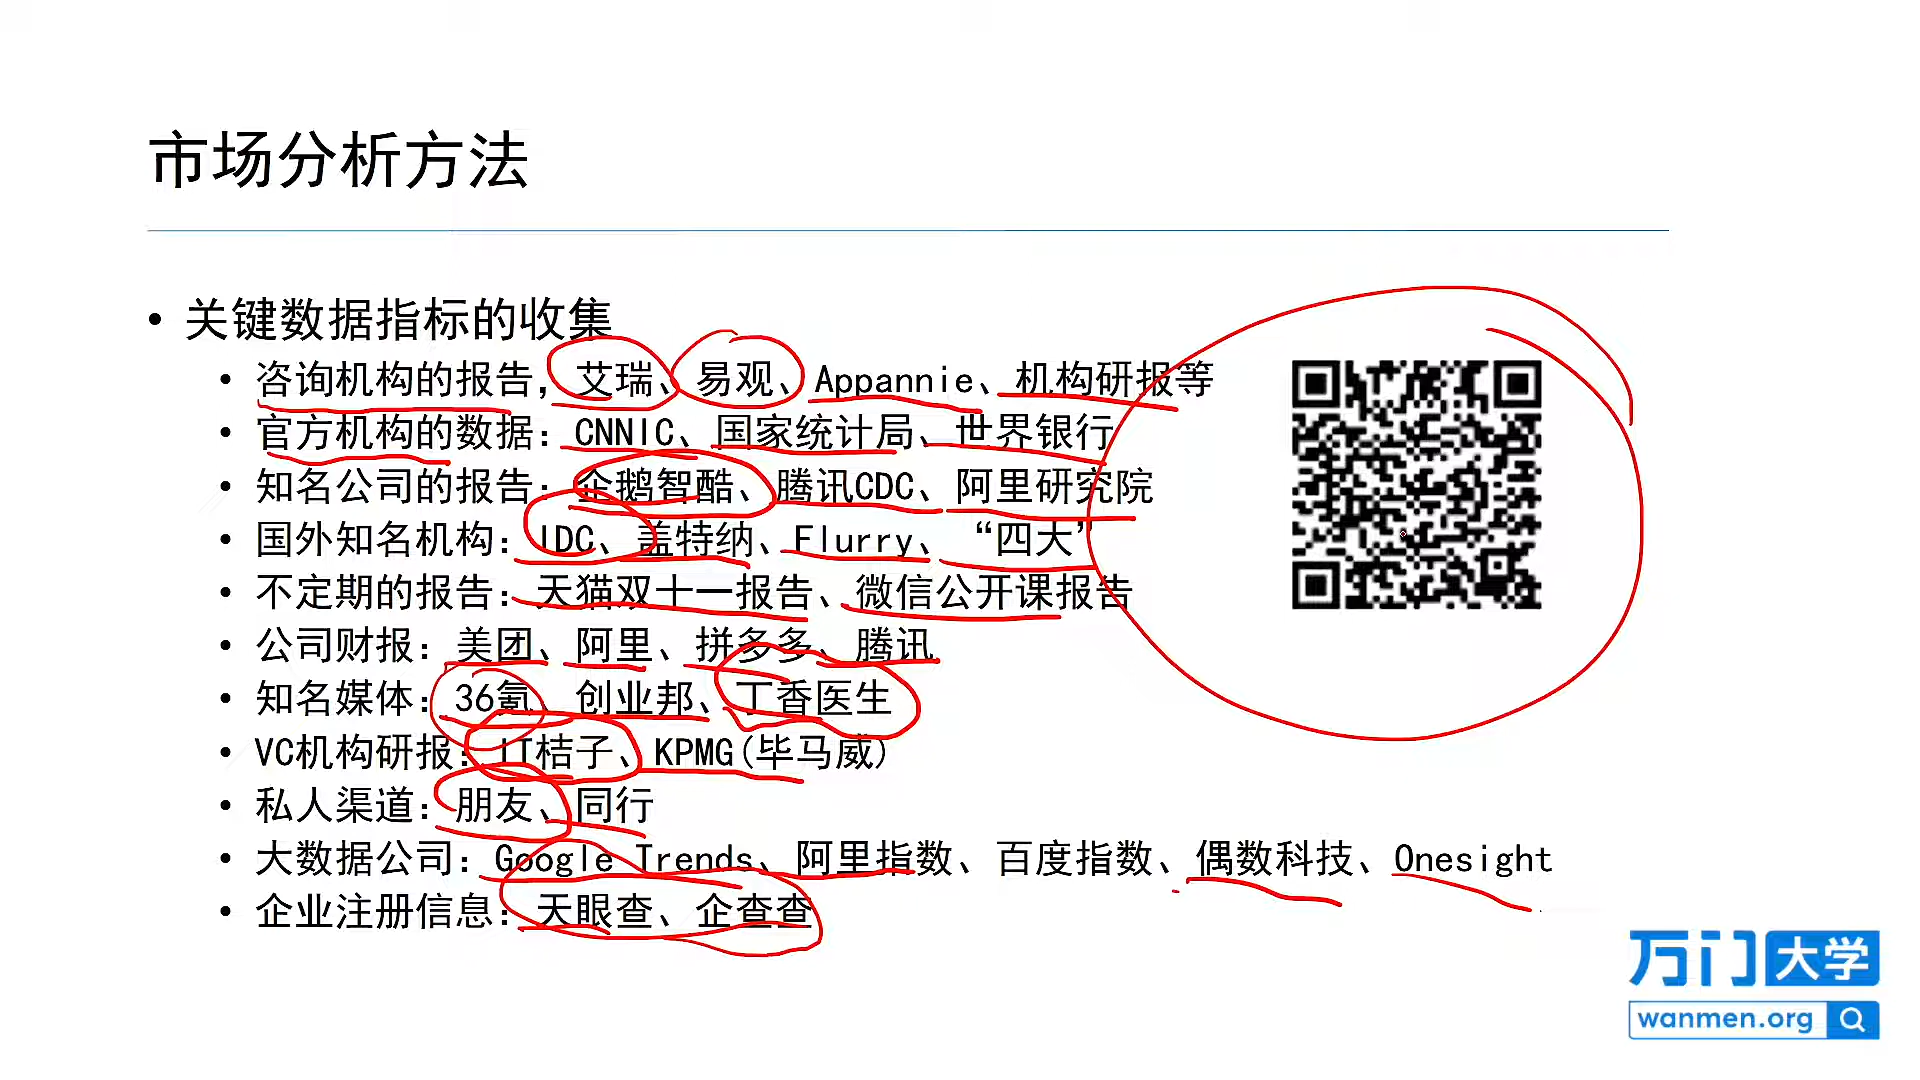 市场分析方法
• 关键数据指标的收集
• 咨询机构的报告，艾瑞、易观、Appannie、机构研报等
• 官方机构的数据：CNNIC、国家统计局、世界银行
• 知名公司的报告：企鹅智酷、腾讯CDC、阿里研究院
• 国外知名机构：IDC、盖特纳、Flurry、“四大”
• 不定期的报告：天猫双十一报告、微信公开课报告
• 公司财报：美团、阿里、拼多多、腾讯
• 知名媒体：36氪、创业邦、丁香医生
• VC机构研报：IT桔子、KPMG(毕马威)
• 私人渠道：朋友、同行
• 大数据公司：Google Trends、阿里指数、百度指数、偶数科技、Onesight
• 企业注册信息：天眼查、企查查
万门大学
wanmen.org